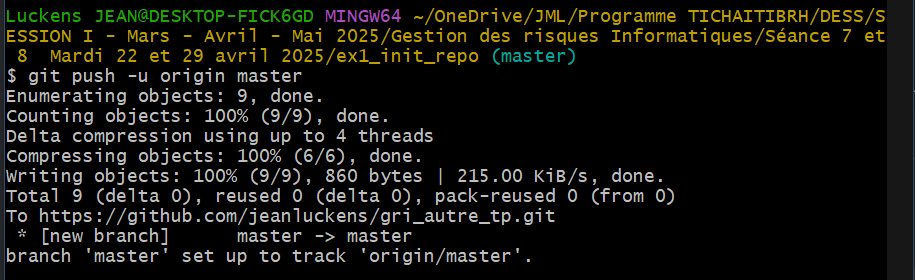 Luckens JEAN@DESKTOP-FICK6GD MINGW64 ~/OneDrive/JML/Programme TICHAITIBRH/DESS/S
ESSION I - Mars - Avril - Mai 2025/Gestion des risques Informatiques/Séance 7 et
8  Mardi 22 et 29 avril 2025/ex1_init_repo (master)
$ git push -u origin master
Enumerating objects: 9, done.
Counting objects: 100% (9/9), done.
Delta compression using up to 4 threads
Compressing objects: 100% (6/6), done.
Writing objects: 100% (9/9), 860 bytes | 215.00 KiB/s, done.
Total 9 (delta 0), reused 0 (delta 0), pack-reused 0 (from 0)
To https://github.com/jeanluckens/gri_autre_tp.git
 * [new branch]      master -> master
branch 'master' set up to track 'origin/master'.